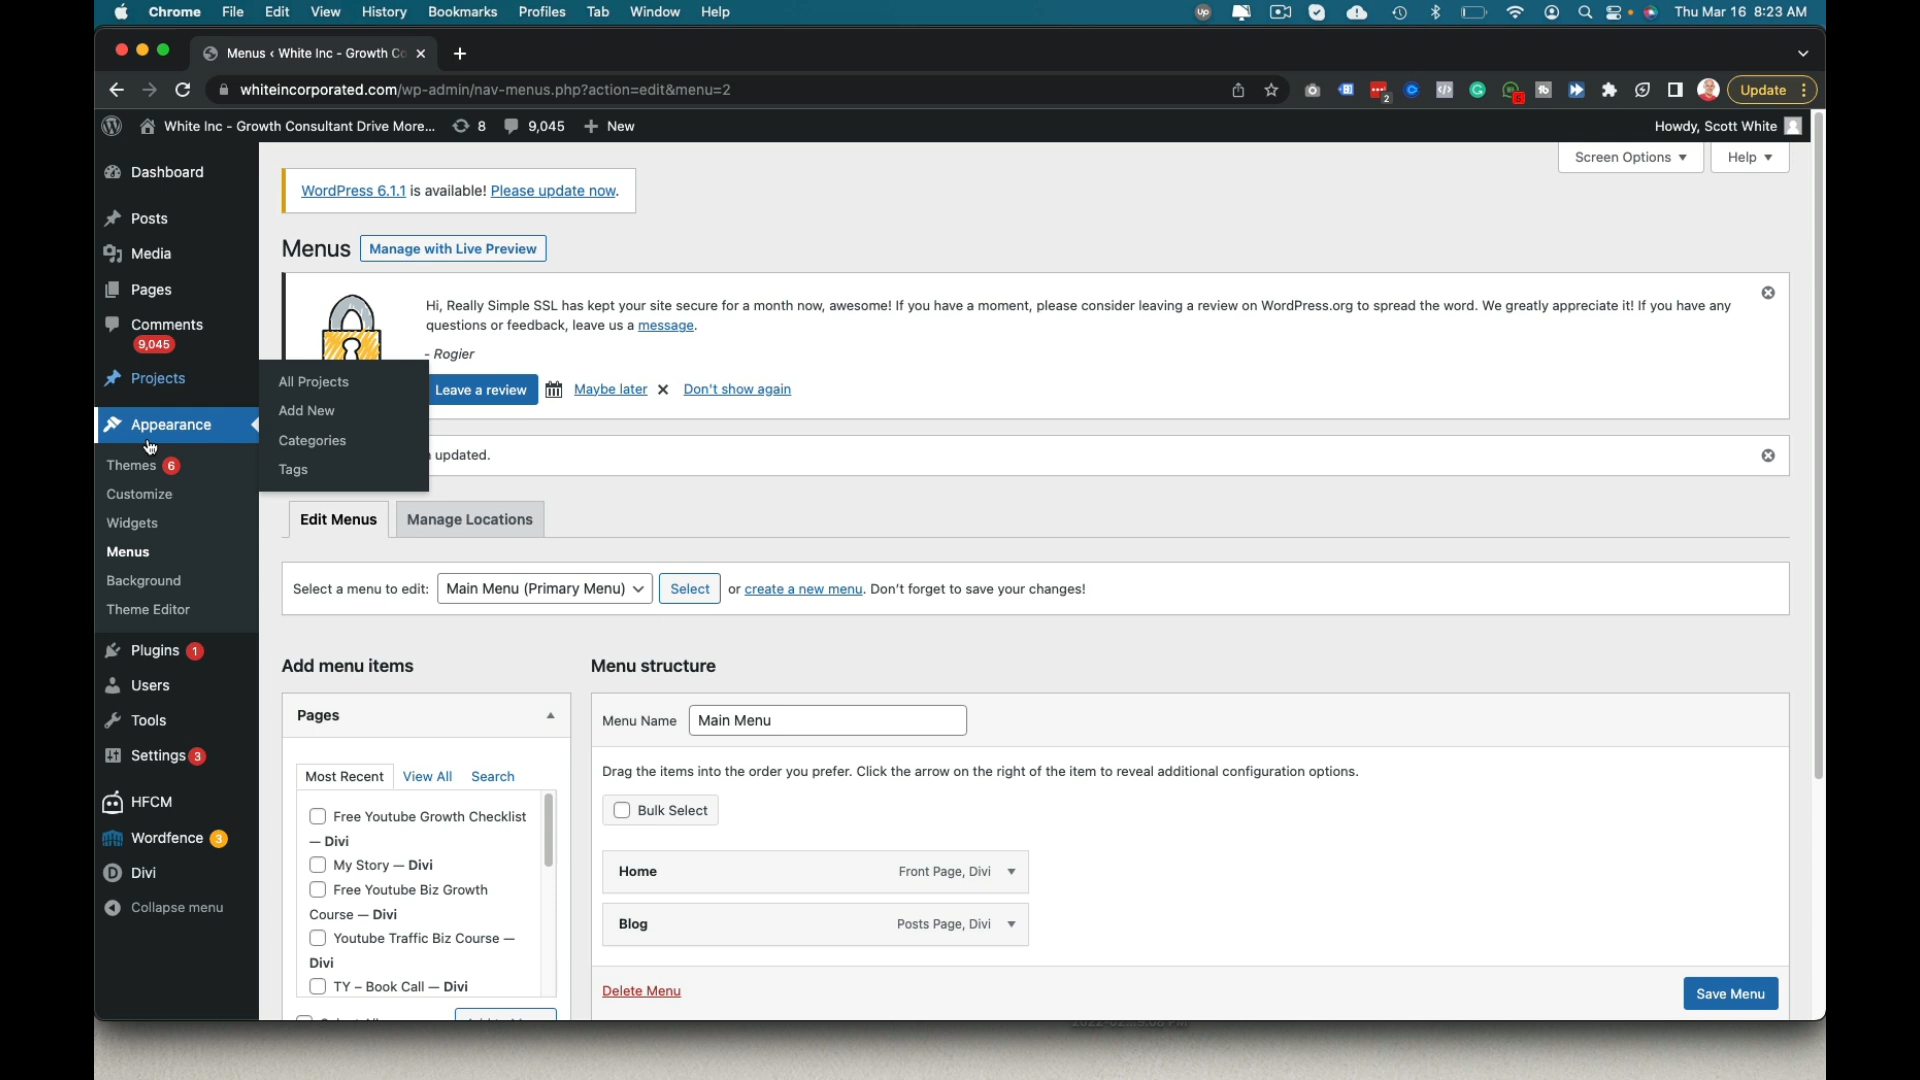 Chrome File Edit View History Bookmarks Profiles Tab Window Help
Up Thu Mar 16 8:23 AM
Menus ‹ White Inc - Growth Co
whiteincorporated.com/wp-admin/nav-menus.php?action=edit&menu=2
2 5 Update
White Inc - Growth Consultant Drive More... 8 9,045 New
Howdy, Scott White
Screen Options Help
Dashboard
Posts
Media
Pages
Comments
9,045
Projects
All Projects
Add New
Categories
Tags
Appearance
Themes 6
Customize
Widgets
Menus
Background
Theme Editor
Plugins 1
Users
Tools
Settings 3
HFCM
Wordfence 3
Divi
Collapse menu
WordPress 6.1.1 is available! Please update now.
Menus Manage with Live Preview
Hi, Really Simple SSL has kept your site secure for a month now, awesome! If you have a moment, please consider leaving a review on WordPress.org to spread the word. We greatly appreciate it! If you have any
questions or feedback, leave us a message.
- Rogier
Leave a review Maybe later Don't show again
updated.
Edit Menus Manage Locations
Select a menu to edit: Main Menu (Primary Menu) Select or create a new menu. Don't forget to save your changes!
Add menu items
Pages
Most Recent View All Search
Free Youtube Growth Checklist
— Divi
My Story — Divi
Free Youtube Biz Growth
Course — Divi
Youtube Traffic Biz Course —
Divi
TY – Book Call — Divi
Menu structure
Menu Name Main Menu
Drag the items into the order you prefer. Click the arrow on the right of the item to reveal additional configuration options.
Bulk Select
Home Front Page, Divi
Blog Posts Page, Divi
Delete Menu Save Menu